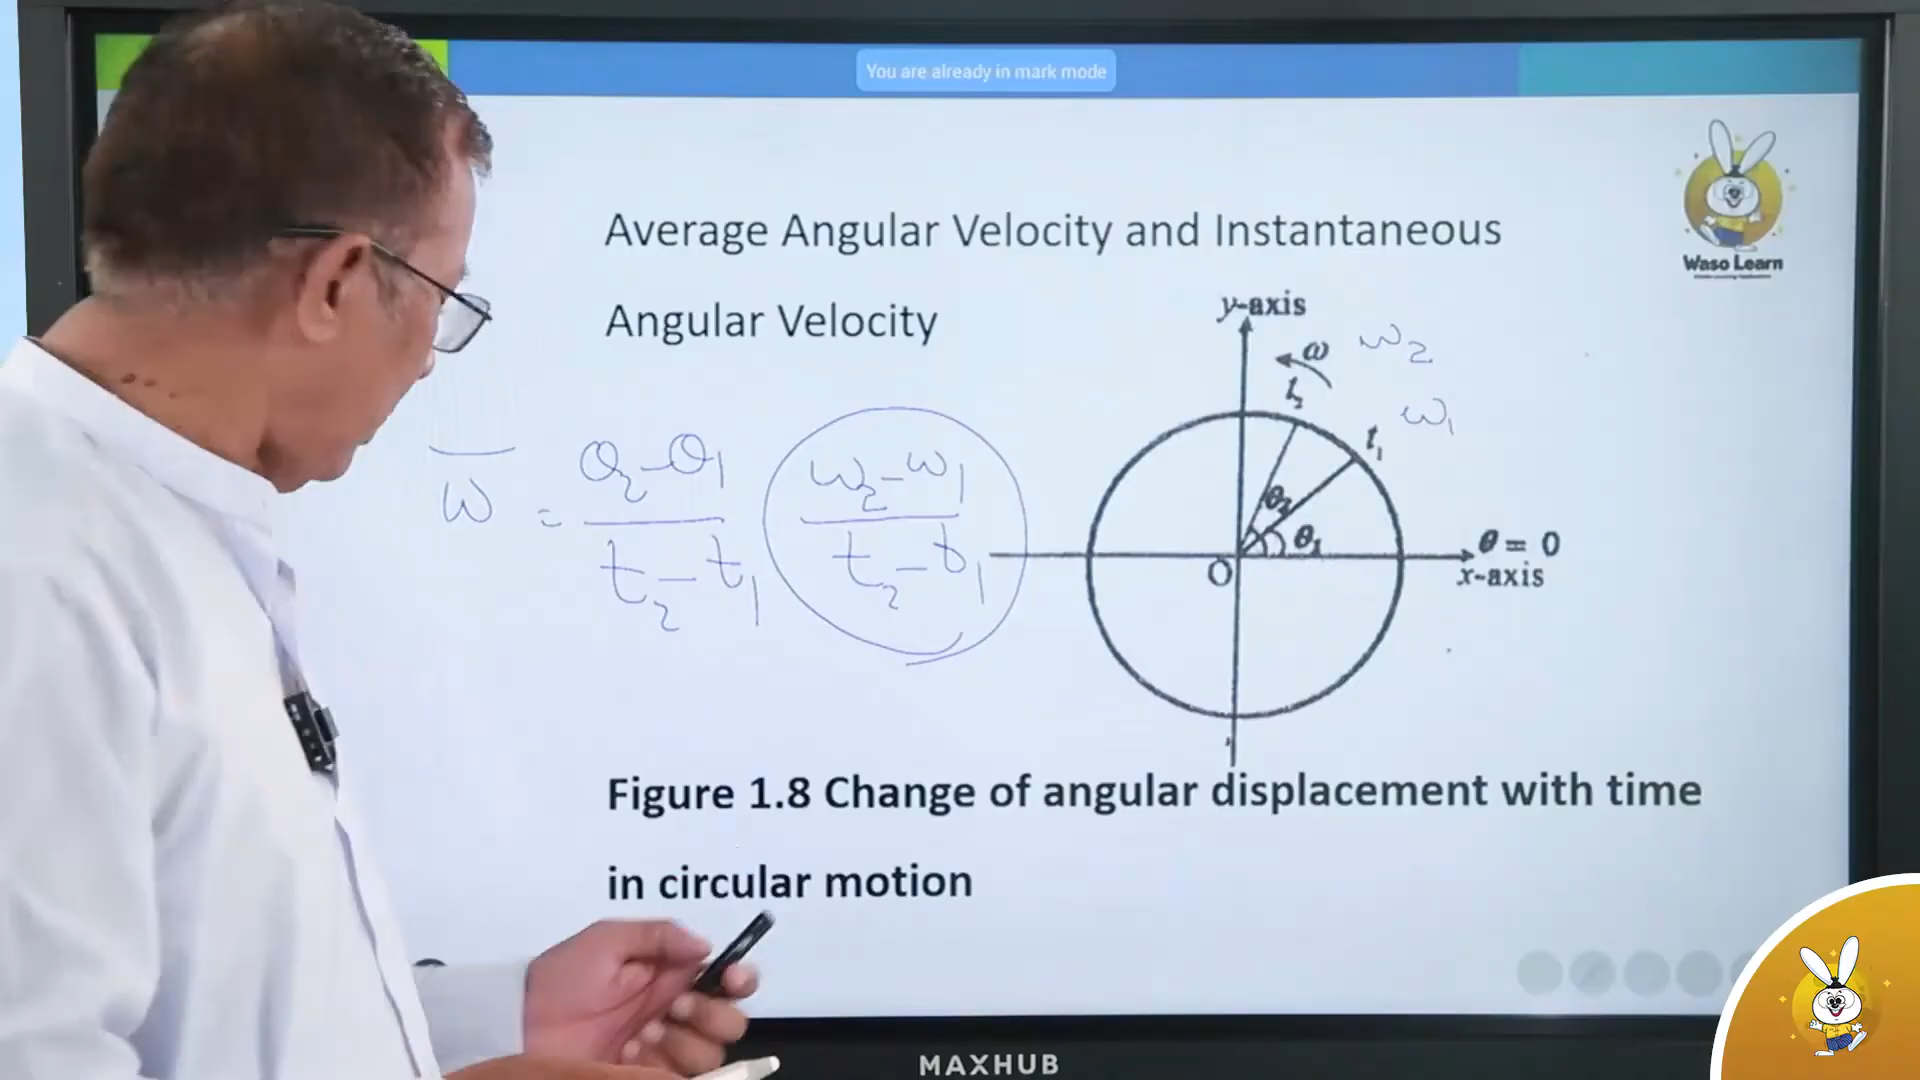 You are already in mark mode
Average Angular Velocity and Instantaneous
Angular Velocity
Waso Learn
y-axis
ω
ω2
t2
ω1
t1
ω̄ = θ2-θ1 / t2-t1
ω2-ω1 / t2-t1
θ2
θ1
θ = 0
O
x-axis
Figure 1.8 Change of angular displacement with time
in circular motion
MAXHUB